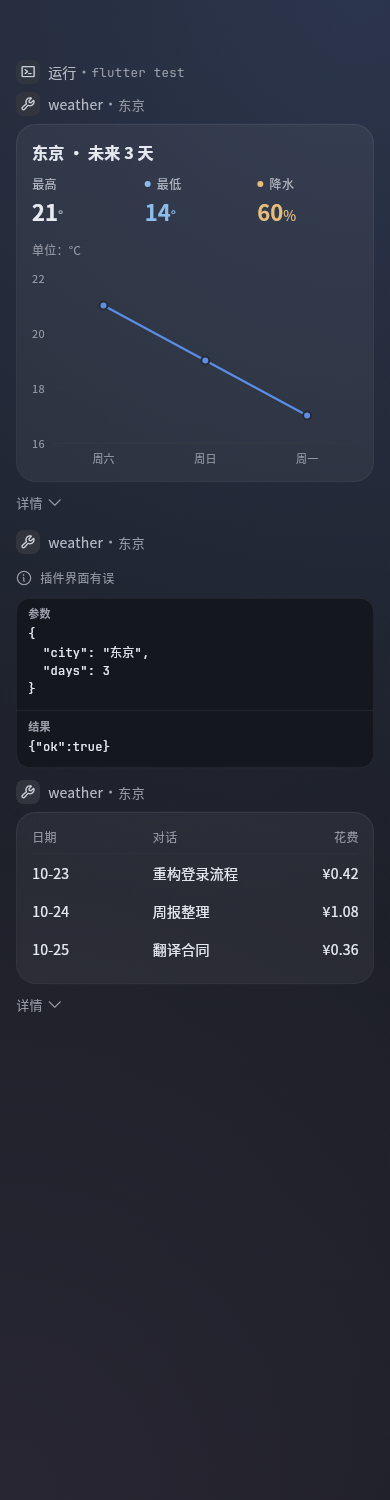 运行 · flutter test
weather · 东京
东京 · 未来 3 天
最高 最低 降水
21° 14° 60%
单位: °C
22
20
18
16
周六 周日 周一
详情
weather · 东京
插件界面有误
参数
{
"city": "东京",
"days": 3
}
结果
{"ok":true}
weather · 东京
日期 对话 花费
10-23 重构登录流程 ¥0.42
10-24 周报整理 ¥1.08
10-25 翻译合同 ¥0.36
详情